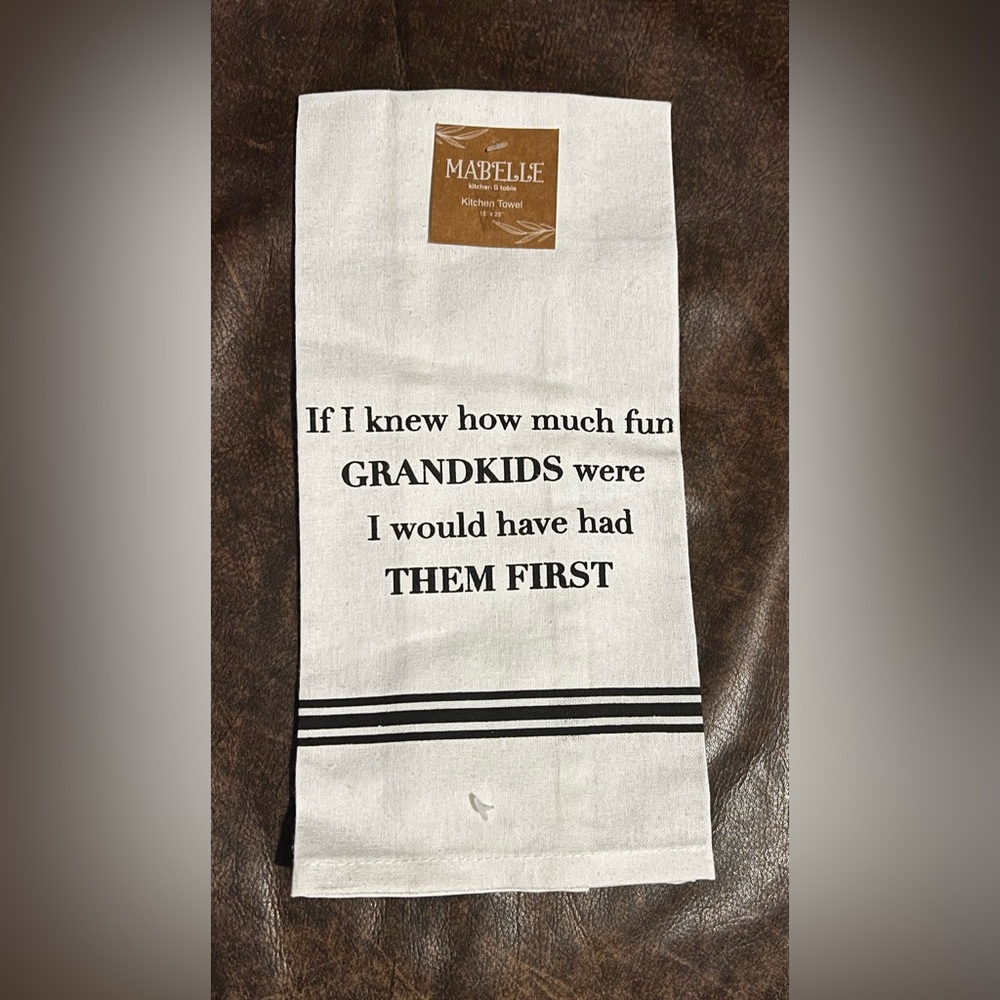 MABELLE
kitchen & table
Kitchen Towel
If I knew how much fun
GRANDKIDS were
I would have had
THEM FIRST